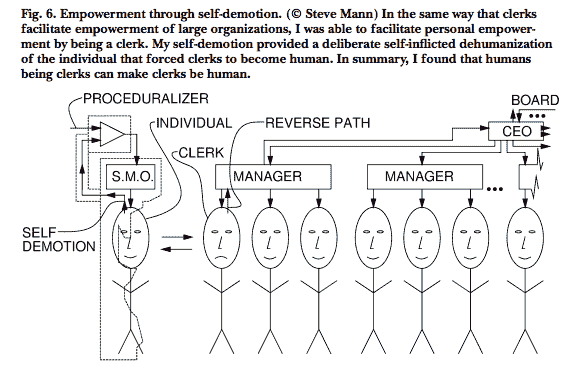 Fig. 6. Empowerment through self-demotion. (© Steve Mann) In the same way that clerks
facilitate empowerment of large organizations, I was able to facilitate personal empower-
ment by being a clerk. My self-demotion provided a deliberate self-inflicted dehumanization
of the individual that forced clerks to become human. In summary, I found that humans
being clerks can make clerks be human.
PROCEDURALIZER
BOARD
INDIVIDUAL
REVERSE PATH
CEO
CLERK
S.M.O.
MANAGER
MANAGER
SELF
DEMOTION